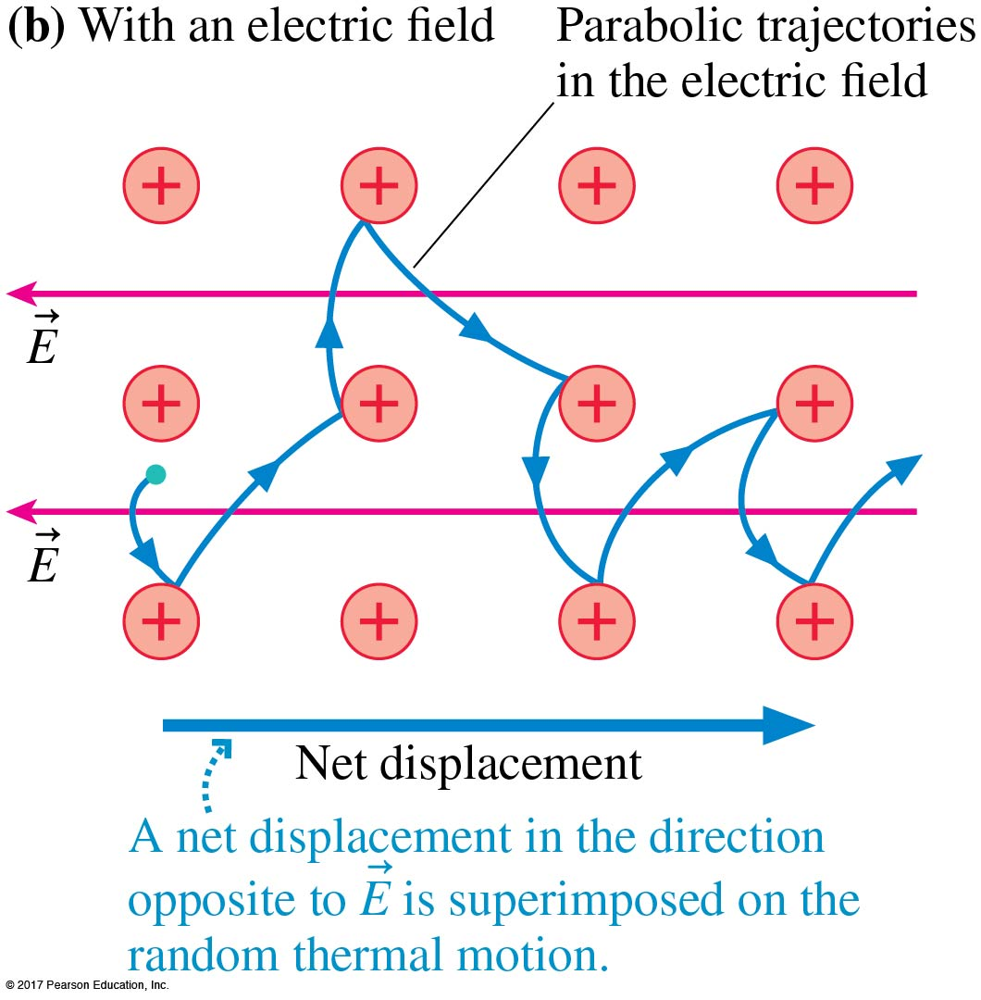 (b) With an electric field
Parabolic trajectories
in the electric field
+ + + +
E⃗
+ + + +
E⃗
+ + + +
Net displacement
A net displacement in the direction
opposite to E⃗ is superimposed on the
random thermal motion.
© 2017 Pearson Education, Inc.